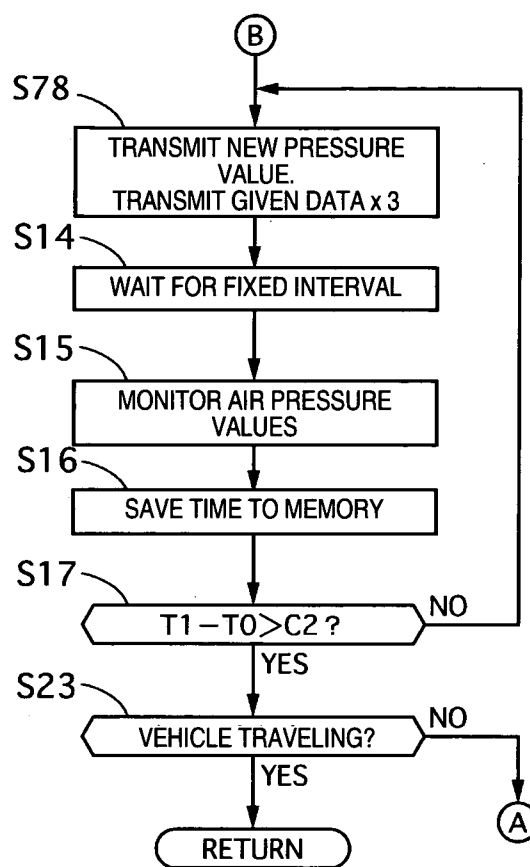 B
S78
TRANSMIT NEW PRESSURE
VALUE.
TRANSMIT GIVEN DATA x 3
S14
WAIT FOR FIXED INTERVAL
S15
MONITOR AIR PRESSURE
VALUES
S16
SAVE TIME TO MEMORY
S17
T1-T0>C2?
NO
YES
S23
VEHICLE TRAVELING?
NO
YES
A
RETURN